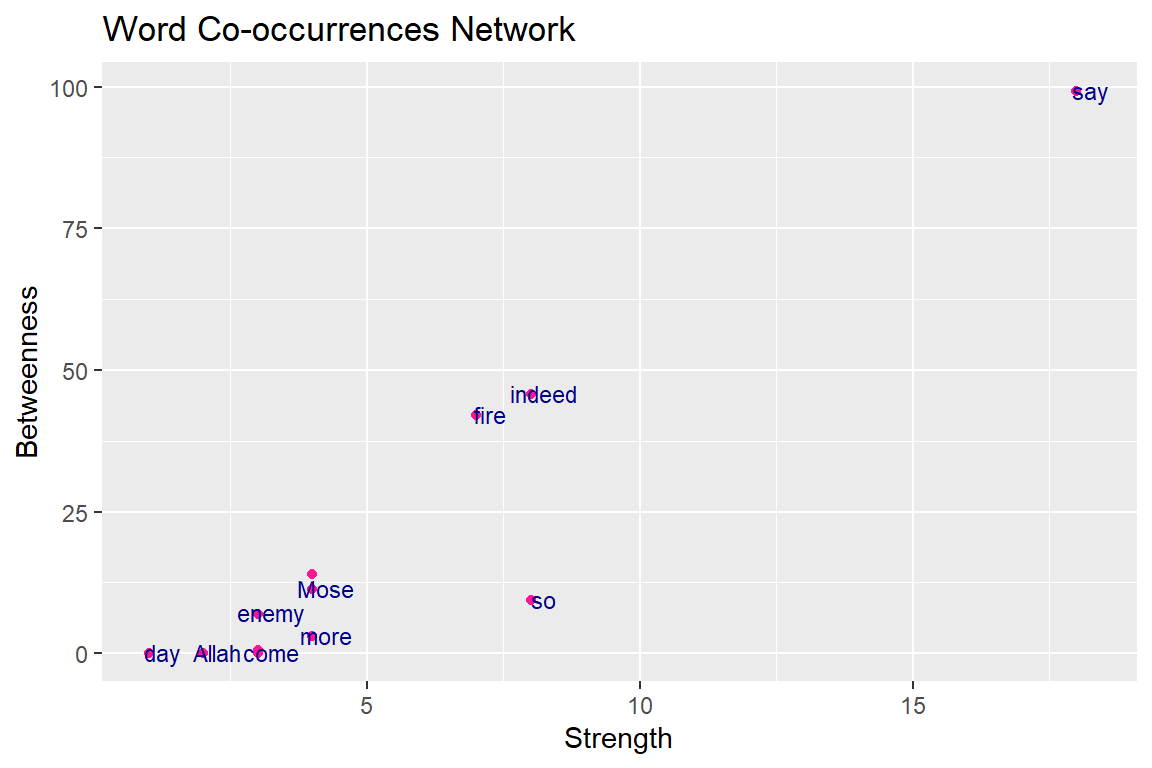 Word Co-occurrences Network
100
75
50
25
0
Betweenness
say
indeed
fire
Mose
enemy
so
more
day Allah come
5 10 15
Strength